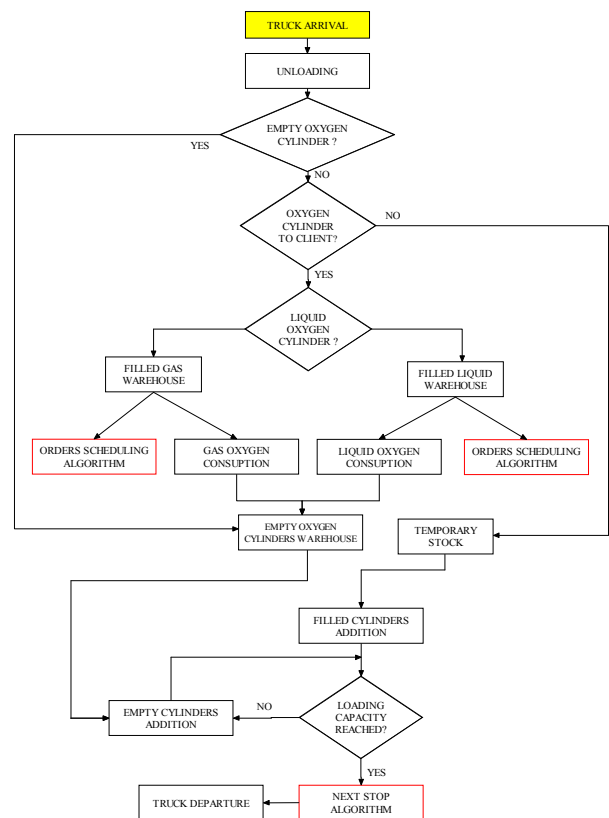 TRUCK ARRIVAL
UNLOADING
EMPTY OXYGEN
CYLINDER ?
YES
NO
OXYGEN
CYLINDER
TO CLIENT?
NO
YES
LIQUID
OXYGEN
CYLINDER ?
FILLED GAS
WAREHOUSE
FILLED LIQUID
WAREHOUSE
ORDERS SCHEDULING
ALGORITHM
GAS OXYGEN
CONSUPTION
LIQUID OXYGEN
CONSUPTION
ORDERS SCHEDULING
ALGORITHM
EMPTY OXYGEN
CYLINDERS WAREHOUSE
TEMPORARY
STOCK
FILLED CYLINDERS
ADDITION
EMPTY CYLINDERS
ADDITION
NO
LOADING
CAPACITY
REACHED?
YES
TRUCK DEPARTURE
NEXT STOP
ALGORITHM